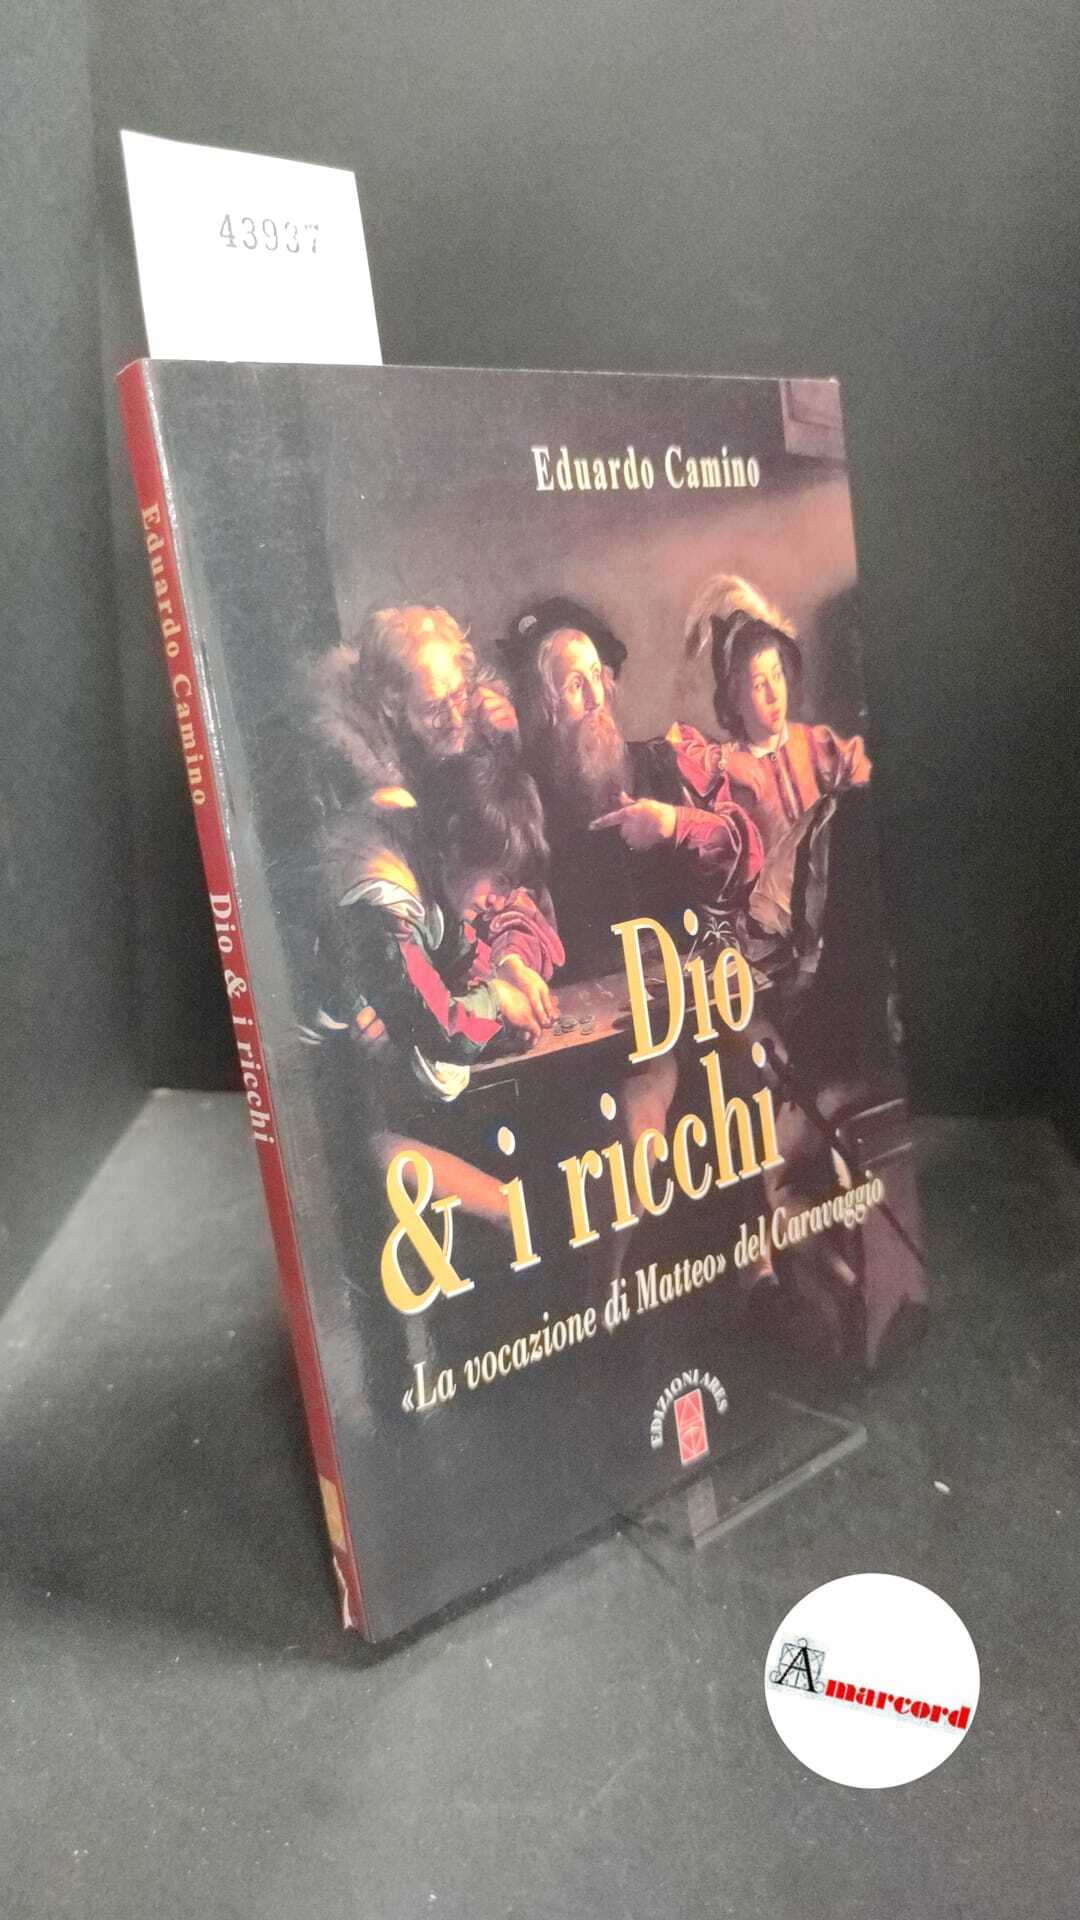 43937
Eduardo Camino
Dio
& i ricchi
«La vocazione di Matteo» del Caravaggio
EDIZIONI ARES
Eduardo Camino Dio & i ricchi
Amarcord